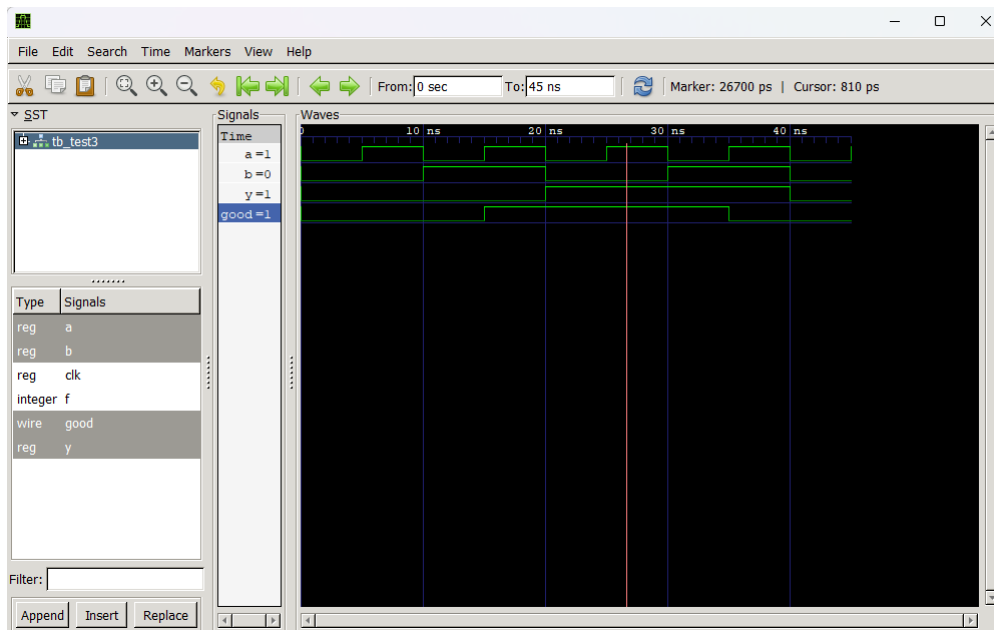 File Edit Search Time Markers View Help
From: 0 sec To: 45 ns Marker: 26700 ps | Cursor: 810 ps
SST
tb_test3
Type Signals
reg a
reg b
reg clk
integer f
wire good
reg y
Filter:
Append Insert Replace
Signals
Time
a =1
b =0
y =1
good =1
Waves
0 10 ns 20 ns 30 ns 40 ns